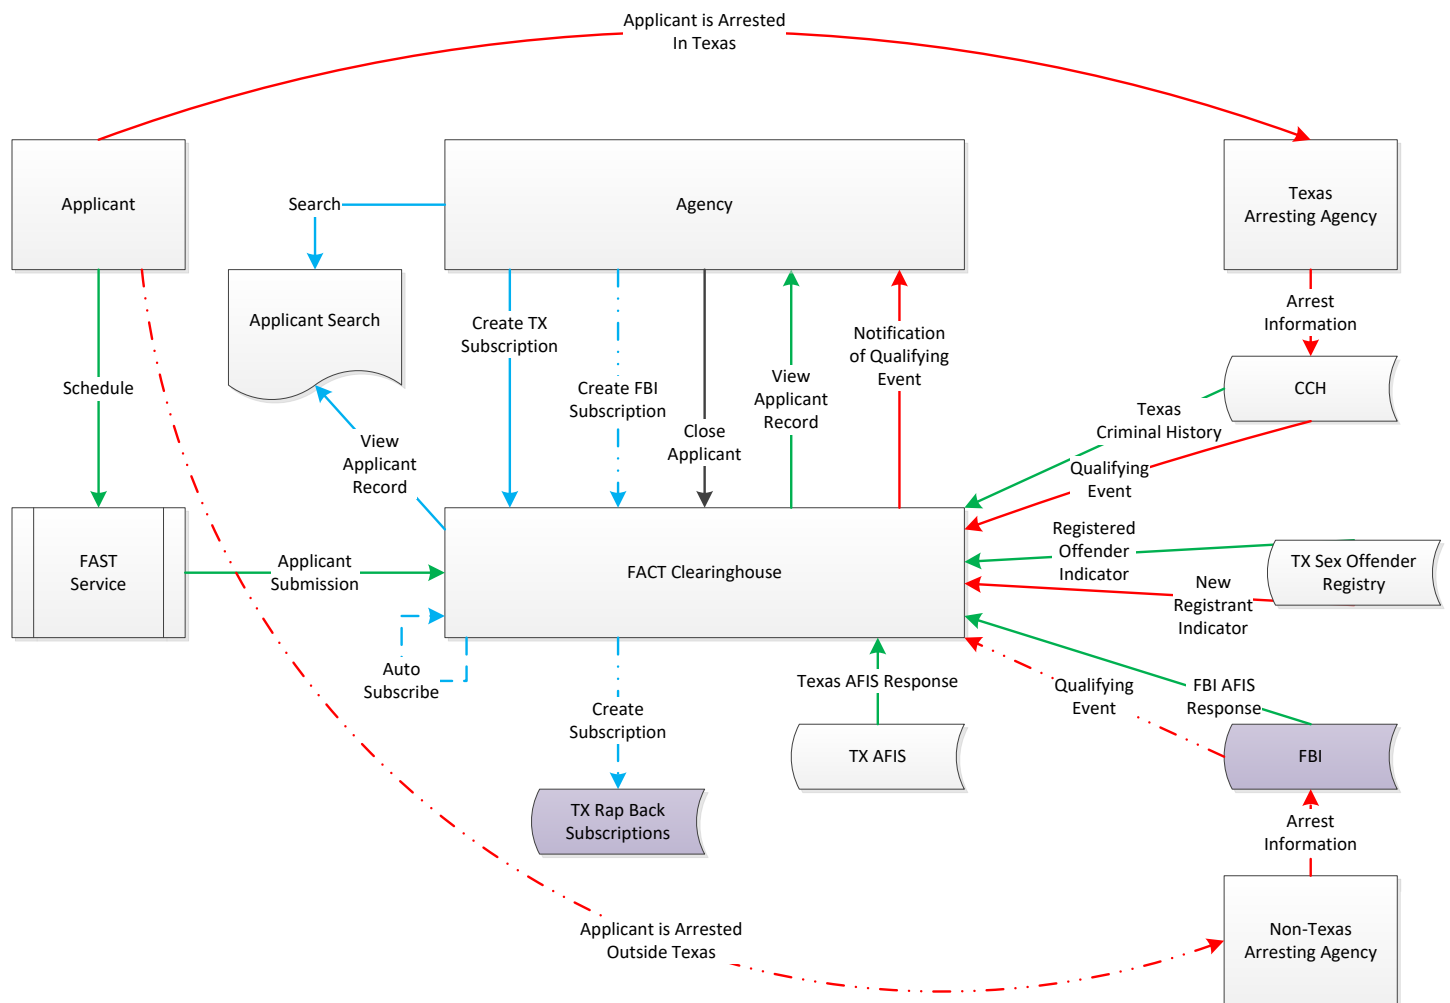 Applicant is Arrested
In Texas
Applicant
Search
Agency
Texas
Arresting Agency
Applicant Search
Create TX
Subscription
Create FBI
Subscription
Close
Applicant
View
Applicant
Record
Notification
of Qualifying
Event
Arrest
Information
CCH
Schedule
View
Applicant
Record
Texas
Criminal History
Qualifying
Event
FAST
Service
Applicant
Submission
FACT Clearinghouse
Registered
Offender
Indicator
TX Sex Offender
Registry
New
Registrant
Indicator
Auto
Subscribe
Create
Subscription
Texas AFIS Response
Qualifying
Event
FBI AFIS
Response
TX AFIS
FBI
TX Rap Back
Subscriptions
Arrest
Information
Applicant is Arrested
Outside Texas
Non-Texas
Arresting Agency